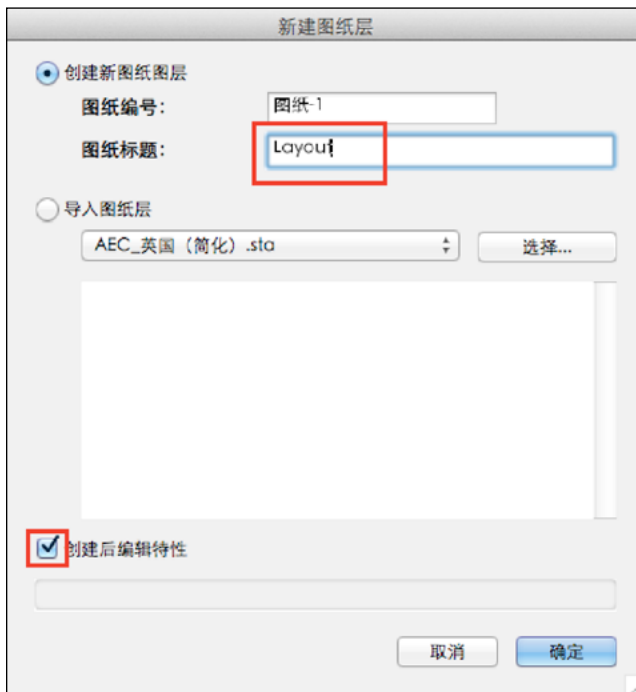 新建图纸层
创建新图纸图层
图纸编号： 图纸-1
图纸标题： Layout
导入图纸层
AEC_英国（简化）.sta 选择...
创建后编辑特性
取消 确定